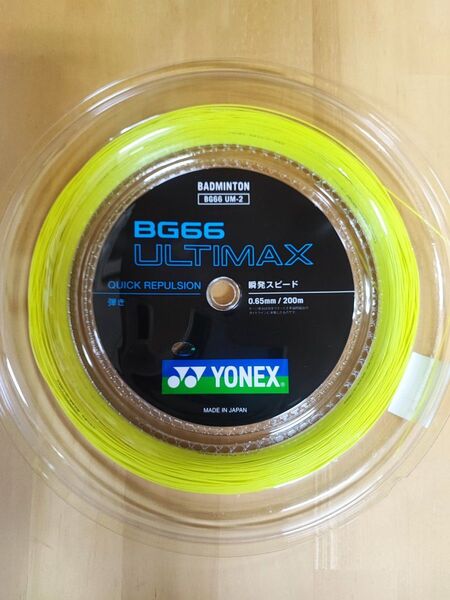 BADMINTON
BG66 UM-2
BG66
ULTIMAX
QUICK REPULSION
弾き
瞬発スピード
0.65mm / 200m
YONEX®
MADE IN JAPAN